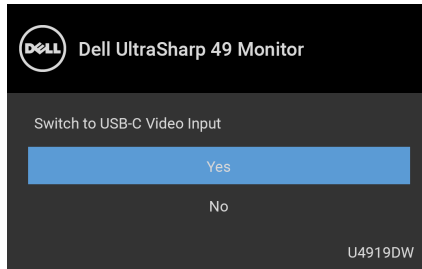 DELL
Dell UltraSharp 49 Monitor
Switch to USB-C Video Input
Yes
No
U4919DW